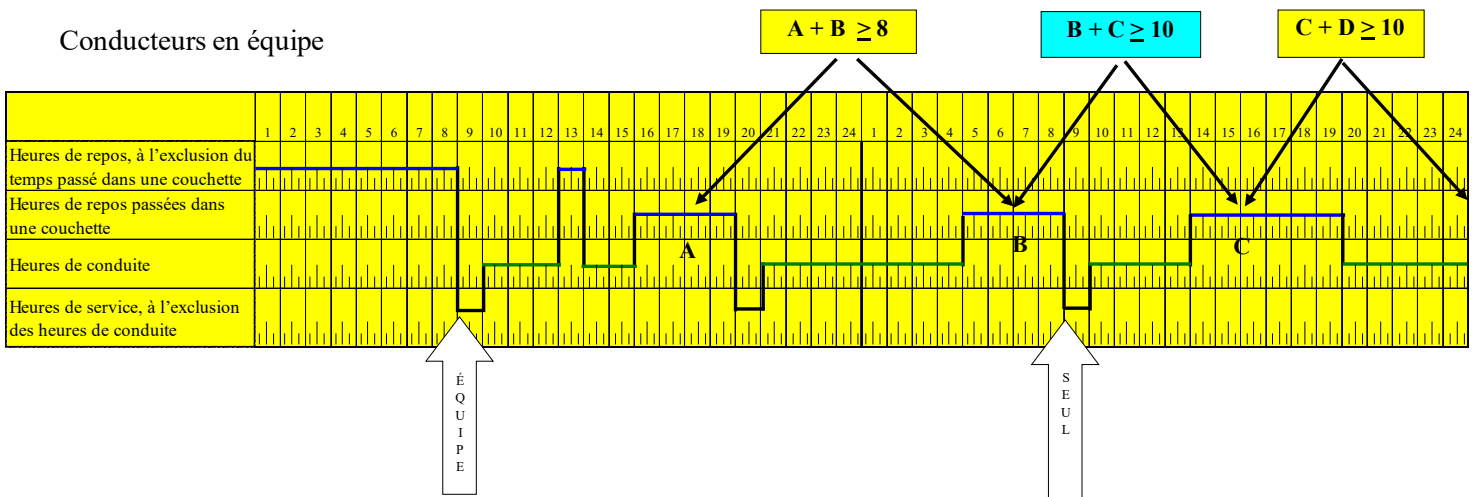 Conducteurs en équipe
A + B ≥ 8
B + C ≥ 10
C + D ≥ 10
1 2 3 4 5 6 7 8 9 10 11 12 13 14 15 16 17 18 19 20 21 22 23 24 1 2 3 4 5 6 7 8 9 10 11 12 13 14 15 16 17 18 19 20 21 22 23 24
Heures de repos, à l’exclusion du
temps passé dans une couchette
Heures de repos passées dans
une couchette
A
B
C
Heures de conduite
Heures de service, à l’exclusion
des heures de conduite
ÉQUIPE
SEUL